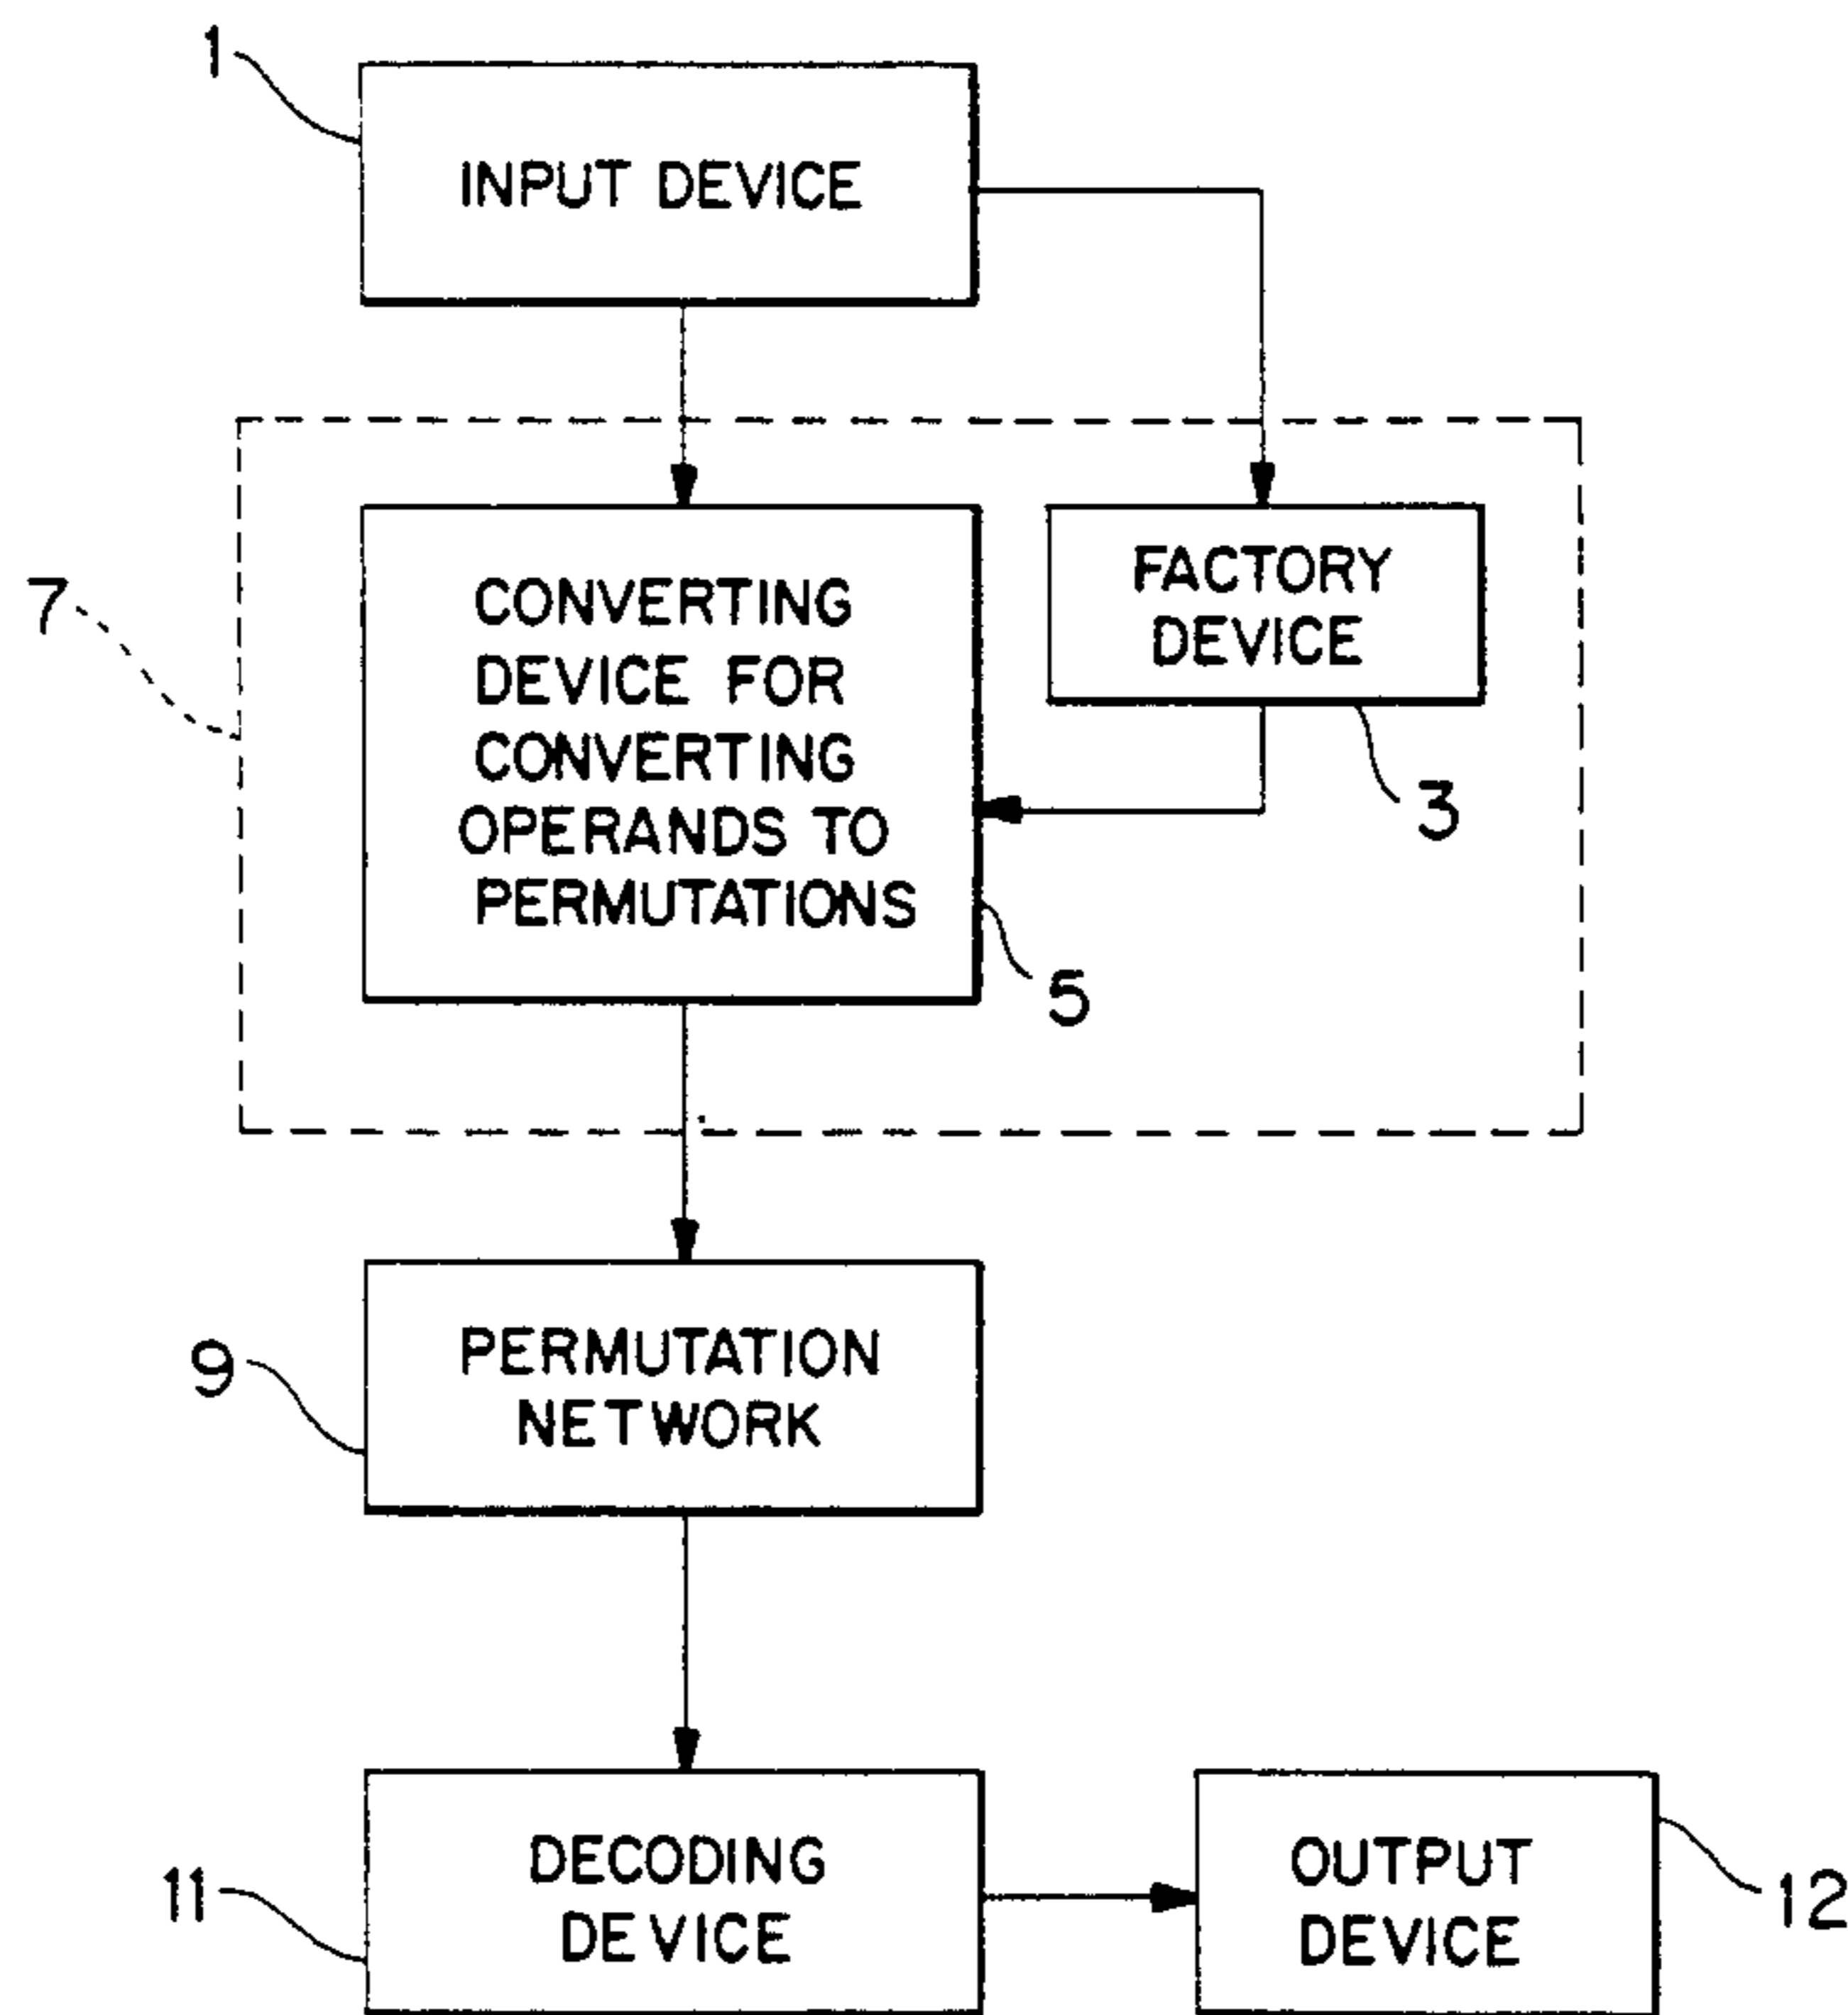 1
INPUT DEVICE
7
CONVERTING
DEVICE FOR
CONVERTING
OPERANDS TO
PERMUTATIONS
5
FACTORY
DEVICE
3
9
PERMUTATION
NETWORK
11
DECODING
DEVICE
OUTPUT
DEVICE
12